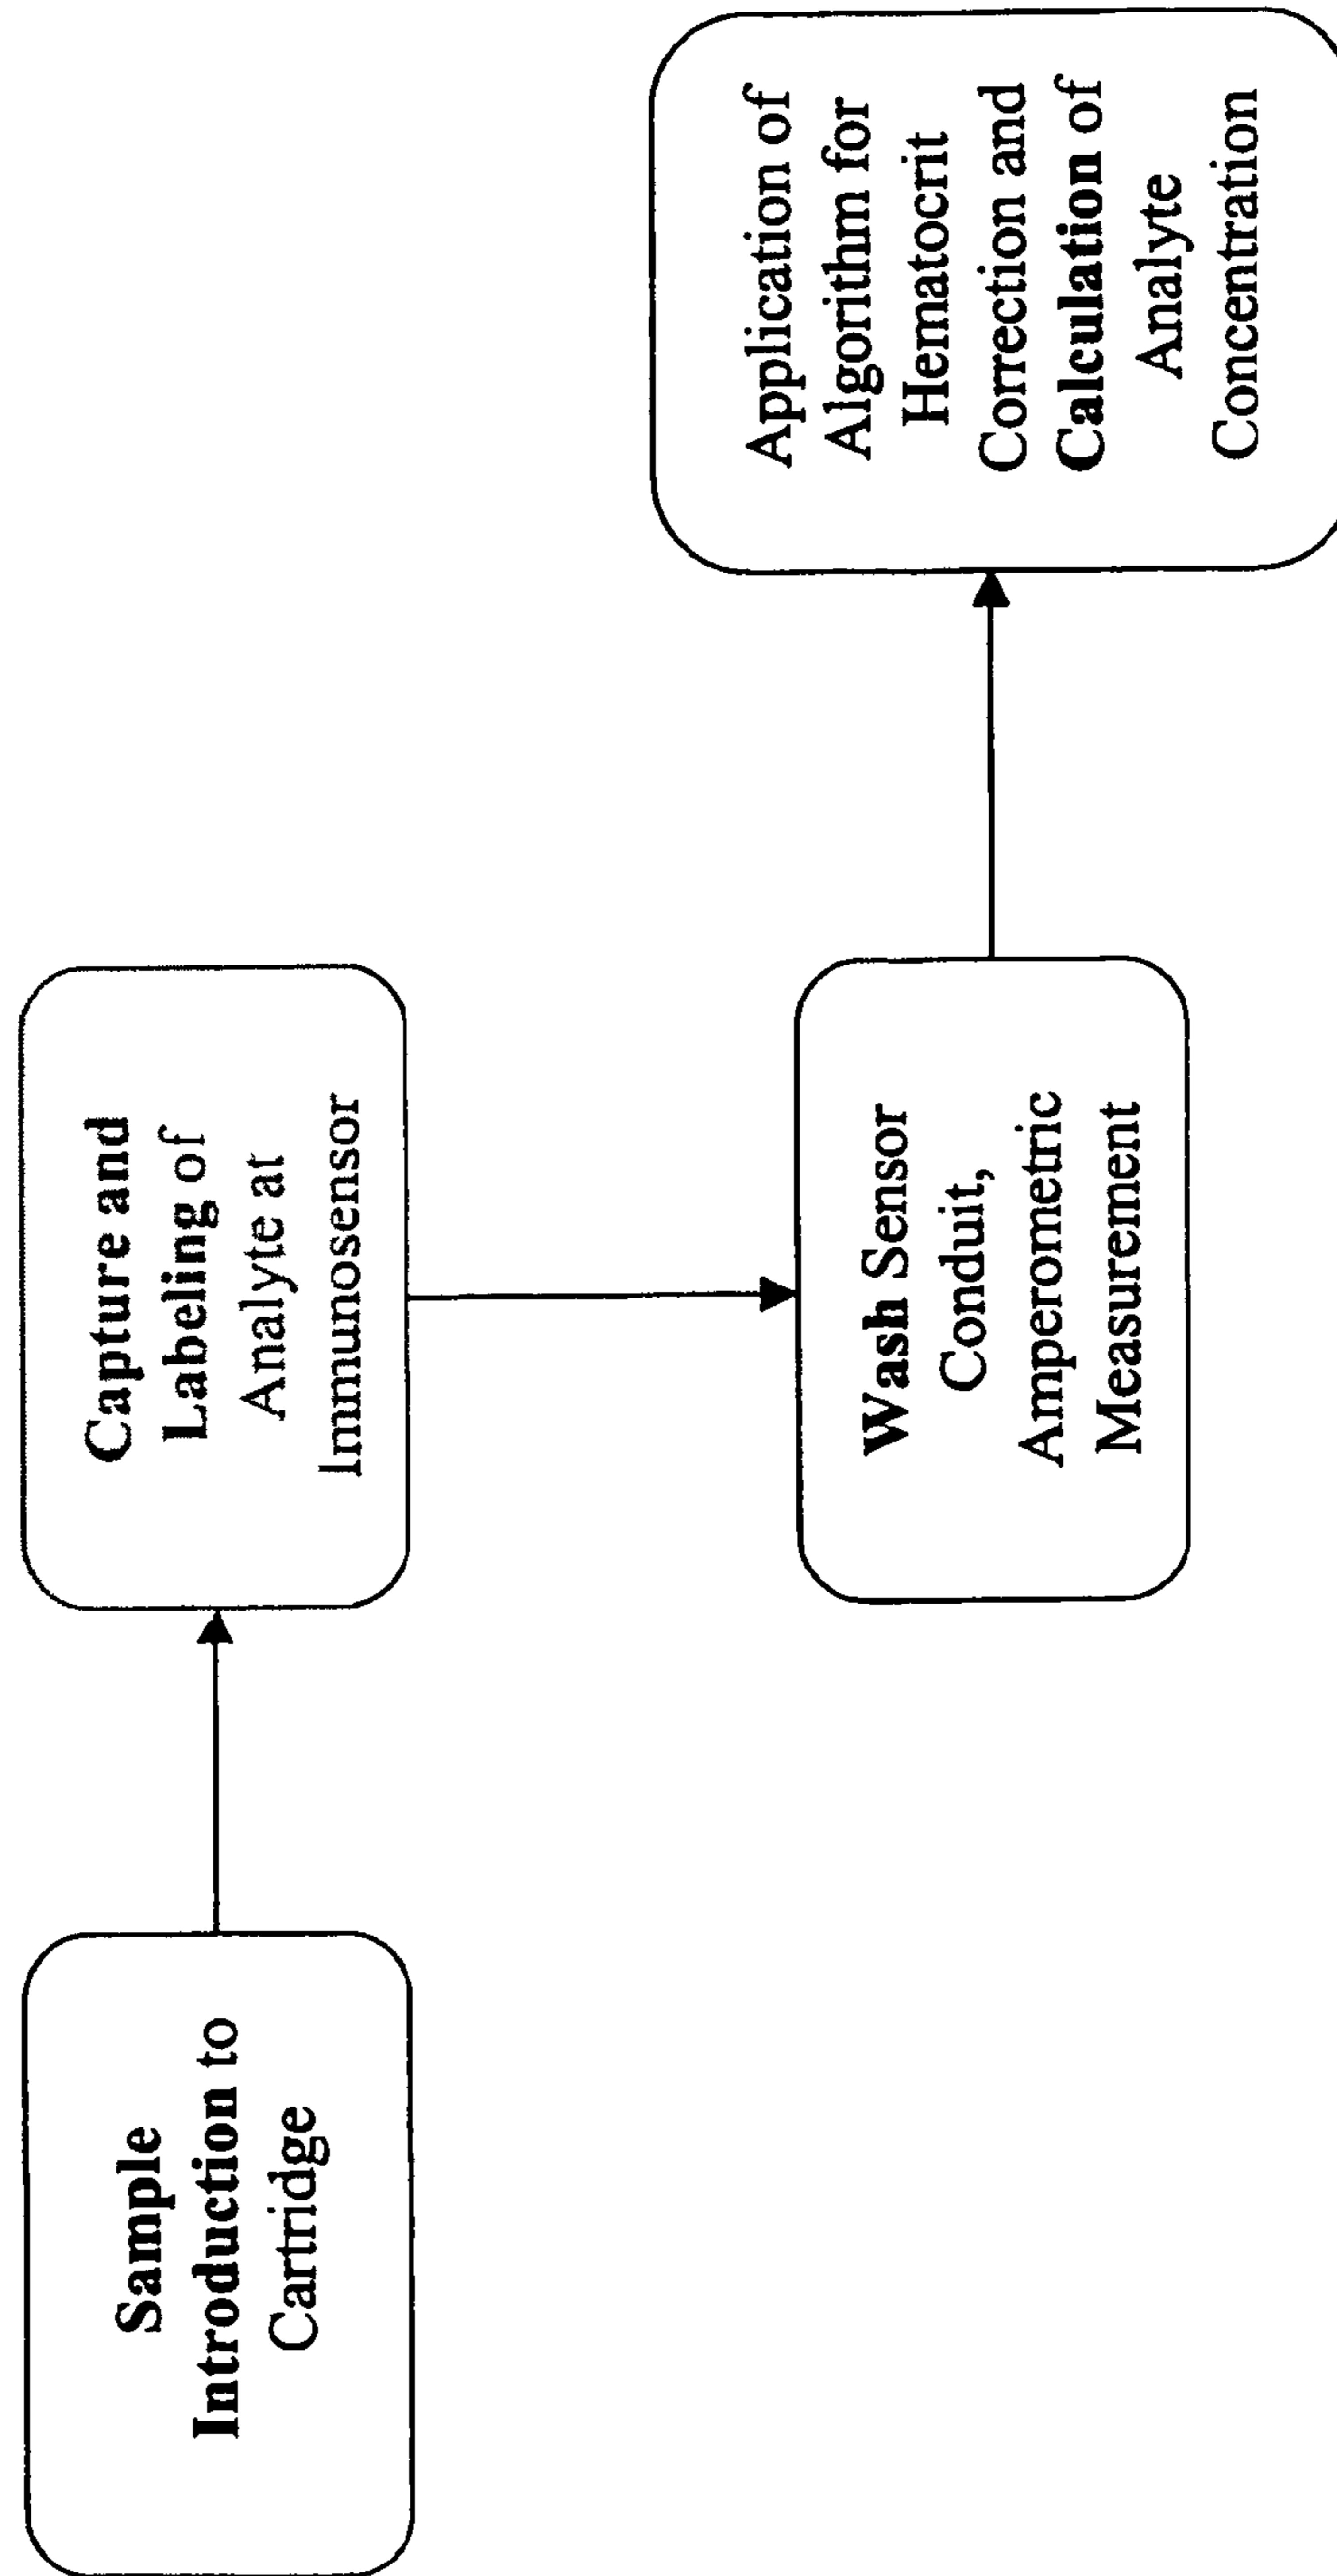 Sample
Introduction to
Cartridge
Capture and
Labeling of
Analyte at
Immunosensor
Wash Sensor
Conduit,
Amperometric
Measurement
Application of
Algorithm for
Hematocrit
Correction and
Calculation of
Analyte
Concentration